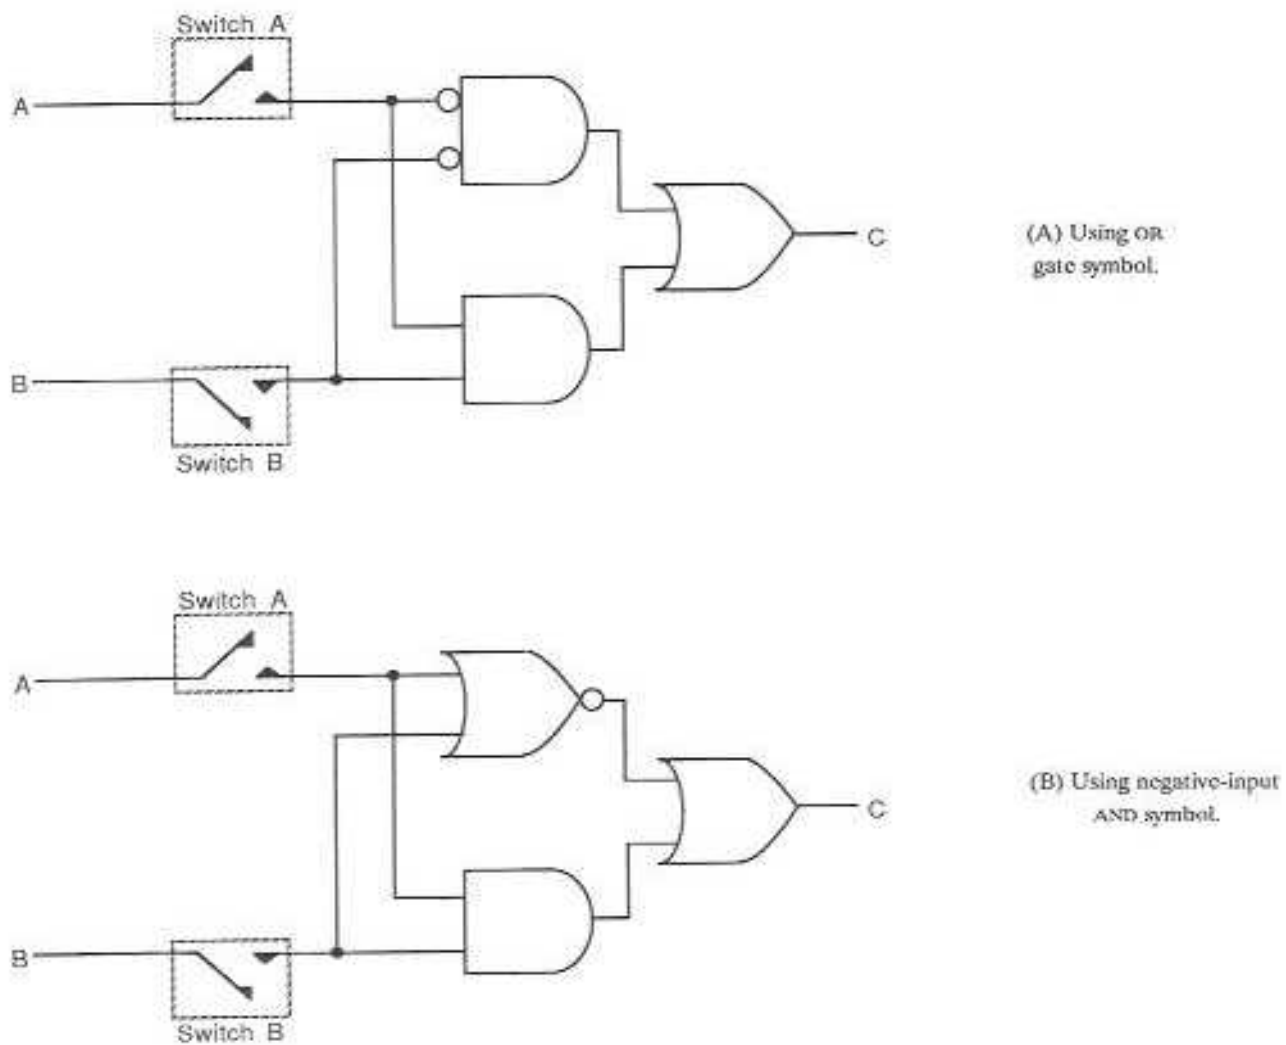 Switch A
A
C
(A) Using OR
gate symbol.
B
Switch B
Switch A
A
C
(B) Using negative-input
AND symbol.
B
Switch B